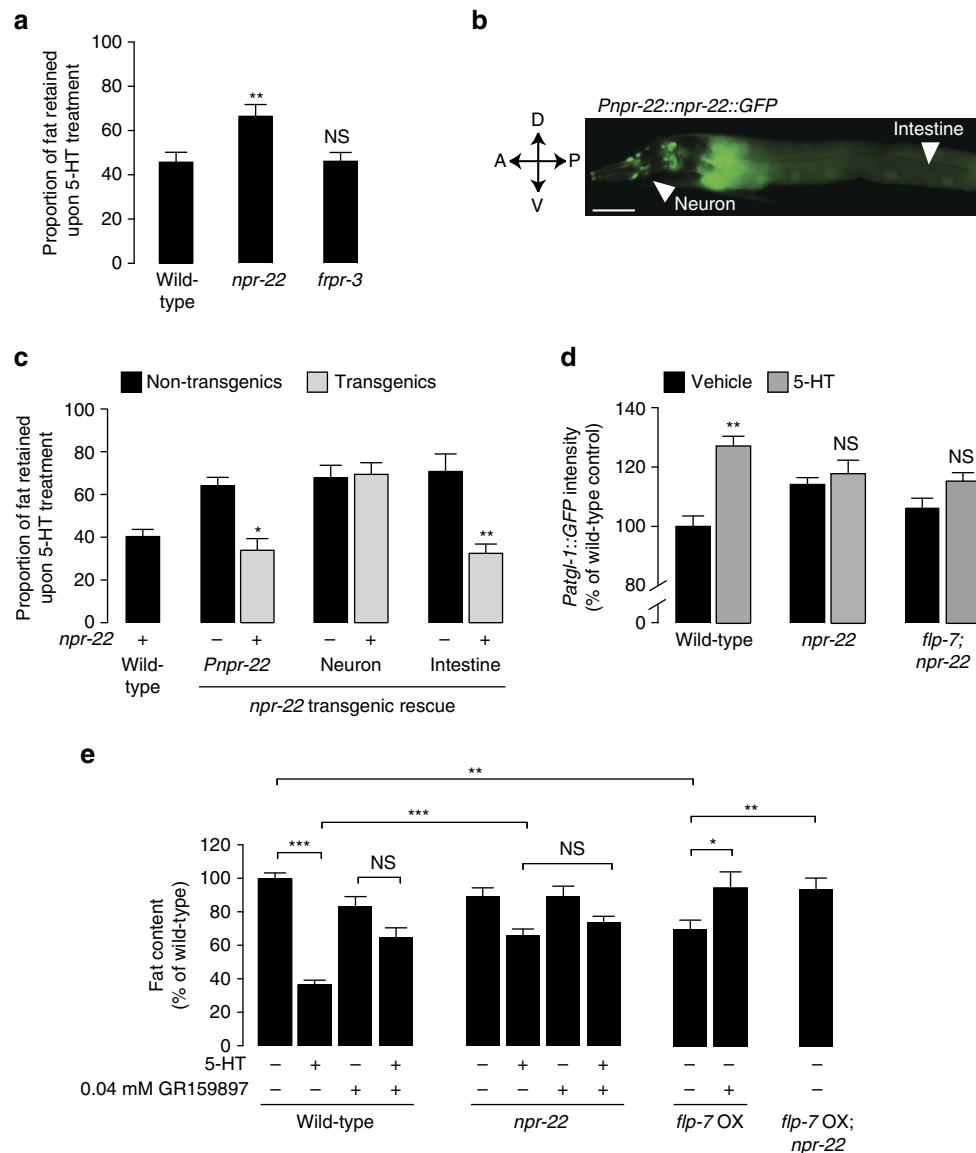 a
Proportion of fat retained
upon 5-HT treatment
100
80
60
40
20
0
**
NS
Wild-
type
npr-22
frpr-3
b
Pnpr-22::npr-22::GFP
D
A
P
V
Intestine
Neuron
c
Non-transgenics
Transgenics
Proportion of fat retained
upon 5-HT treatment
100
80
60
40
20
0
*
**
npr-22
+
–
+
–
+
–
+
Wild-
type
Pnpr-22
Neuron
Intestine
npr-22 transgenic rescue
d
Vehicle
5-HT
Patgl-1::GFP intensity
(% of wild-type control)
140
120
100
80
0
**
NS
NS
Wild-type
npr-22
flp-7;
npr-22
e
**
***
**
***
NS
NS
*
Fat content
(% of wild-type)
120
100
80
60
40
20
0
5-HT
– + – + – + – + – – –
0.04 mM GR159897
– – + + – – + + – + –
Wild-type
npr-22
flp-7 OX
flp-7 OX;
npr-22